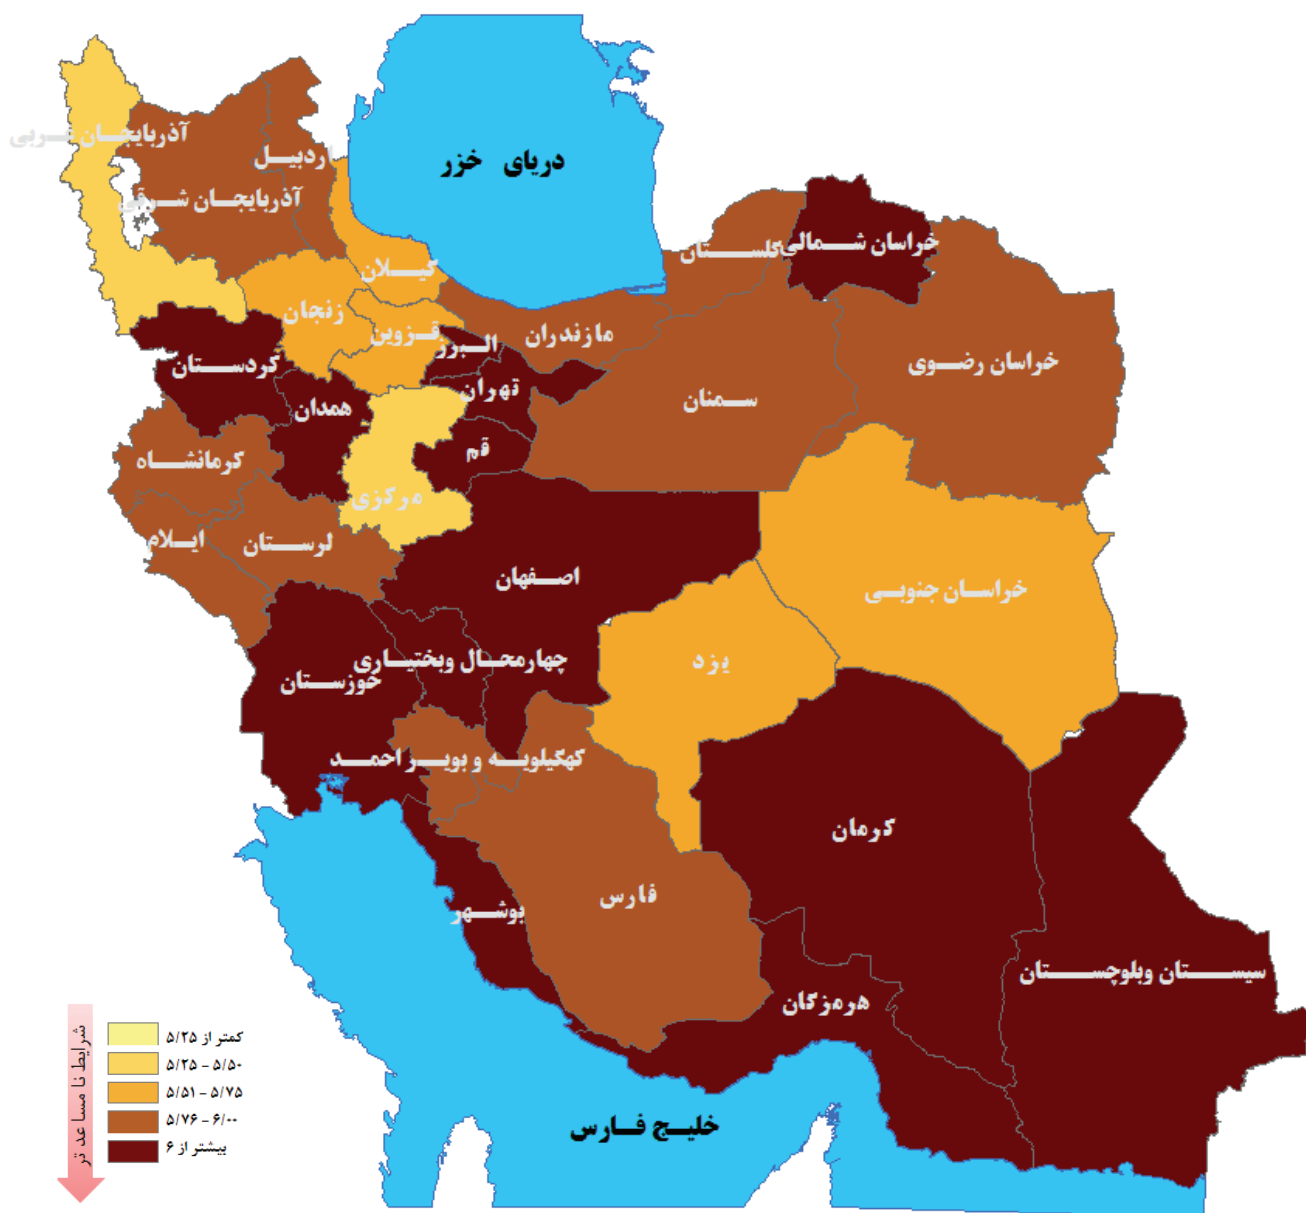 آذربایجان غربی
اردبیل
دریای خزر
آذربایجان شرقی
خراسان شمالی
گلستان
گیلان
زنجان
قزوین
مازندران
البرز
خراسان رضوی
کردستان
تهران
سمنان
همدان
قم
کرمانشاه
مرکزی
ایلام
لرستان
اصفهان
خراسان جنوبی
چهارمحال وبختیاری
یزد
خوزستان
کهگیلویه و بویر احمد
کرمان
فارس
بوشهر
سیستان وبلوچستان
هرمزگان
خلیج فارس
شرایط نا مساعد تر
کمتر از ۵/۲۵
۵/۲۵ - ۵/۵۰
۵/۵۱ - ۵/۷۵
۵/۷۶ - ۶/۰۰
بیشتر از ۶